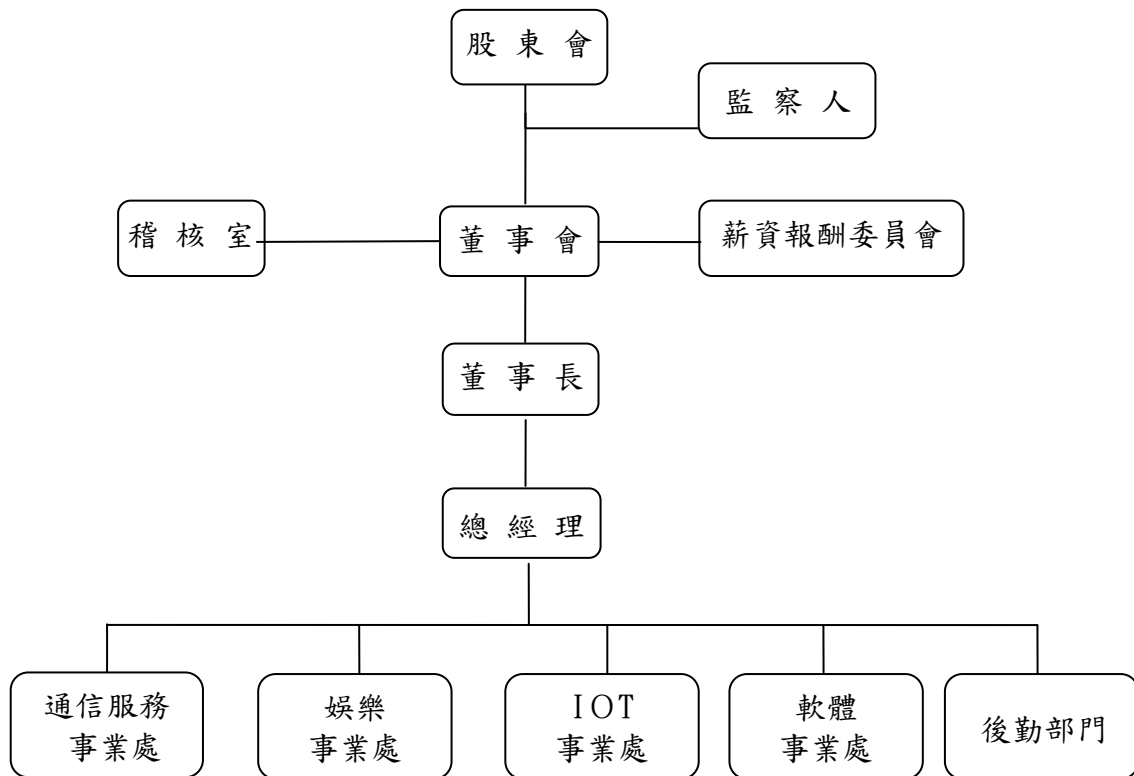 股東會
監察人
稽核室
董事會
薪資報酬委員會
董事長
總經理
通信服務
事業處
娛樂
事業處
IOT
事業處
軟體
事業處
後勤部門